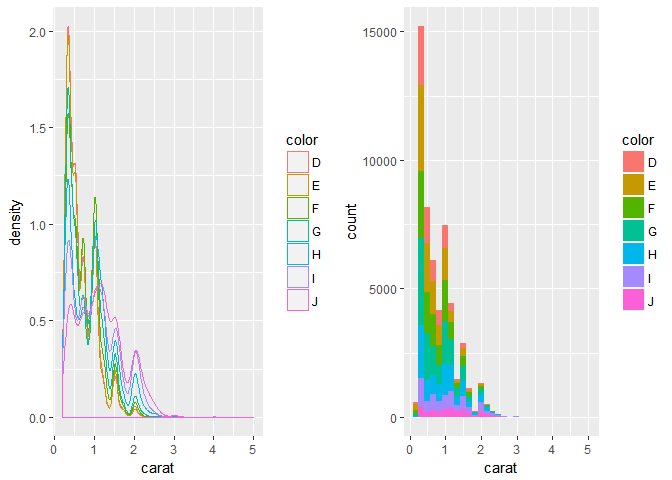 density
2.0
1.5
1.0
0.5
0.0
0 1 2 3 4 5
carat
color
D
E
F
G
H
I
J
count
15000
10000
5000
0
0 1 2 3 4 5
carat
color
D
E
F
G
H
I
J